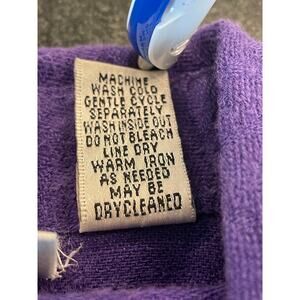 MACHINE
WASH COLD
GENTLE CYCLE
SEPARATELY
WASH INSIDE OUT
DO NOT BLEACH
LINE DRY
WARM IRON
AS NEEDED
MAY BE
DRYCLEANED